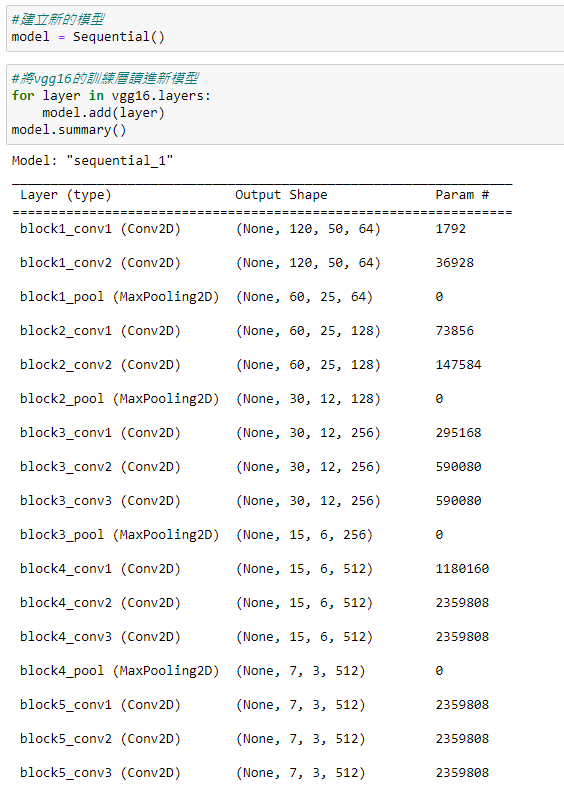 #建立新的模型
model = Sequential()
#將vgg16的訓練層讀進新模型
for layer in vgg16.layers:
    model.add(layer)
model.summary()
Model: "sequential_1"
_________________________________________________________________
Layer (type)                Output Shape              Param #
=================================================================
block1_conv1 (Conv2D)       (None, 120, 50, 64)       1792
block1_conv2 (Conv2D)       (None, 120, 50, 64)       36928
block1_pool (MaxPooling2D)  (None, 60, 25, 64)        0
block2_conv1 (Conv2D)       (None, 60, 25, 128)       73856
block2_conv2 (Conv2D)       (None, 60, 25, 128)       147584
block2_pool (MaxPooling2D)  (None, 30, 12, 128)       0
block3_conv1 (Conv2D)       (None, 30, 12, 256)       295168
block3_conv2 (Conv2D)       (None, 30, 12, 256)       590080
block3_conv3 (Conv2D)       (None, 30, 12, 256)       590080
block3_pool (MaxPooling2D)  (None, 15, 6, 256)        0
block4_conv1 (Conv2D)       (None, 15, 6, 512)        1180160
block4_conv2 (Conv2D)       (None, 15, 6, 512)        2359808
block4_conv3 (Conv2D)       (None, 15, 6, 512)        2359808
block4_pool (MaxPooling2D)  (None, 7, 3, 512)         0
block5_conv1 (Conv2D)       (None, 7, 3, 512)         2359808
block5_conv2 (Conv2D)       (None, 7, 3, 512)         2359808
block5_conv3 (Conv2D)       (None, 7, 3, 512)         2359808